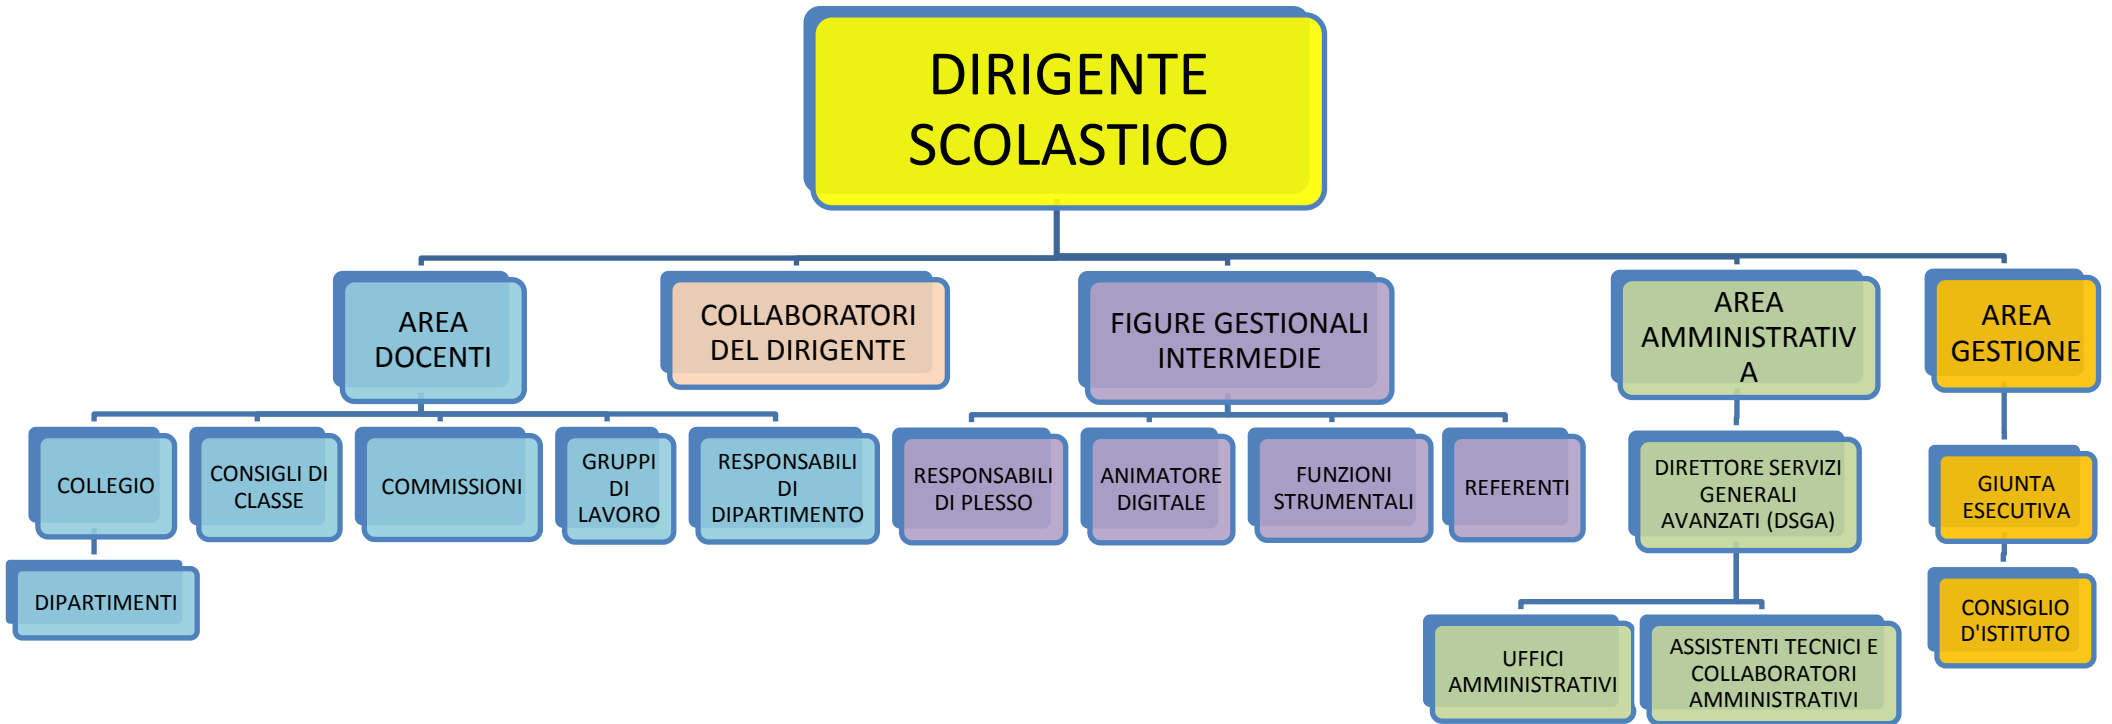 DIRIGENTE
SCOLASTICO
AREA
DOCENTI
COLLABORATORI
DEL DIRIGENTE
FIGURE GESTIONALI
INTERMEDIE
AREA
AMMINISTRATIV
A
AREA
GESTIONE
COLLEGIO
CONSIGLI DI
CLASSE
COMMISSIONI
GRUPPI
DI
LAVORO
RESPONSABILI
DI
DIPARTIMENTO
RESPONSABILI
DI PLESSO
ANIMATORE
DIGITALE
FUNZIONI
STRUMENTALI
REFERENTI
DIRETTORE SERVIZI
GENERALI
AVANZATI (DSGA)
GIUNTA
ESECUTIVA
DIPARTIMENTI
CONSIGLIO
D'ISTITUTO
UFFICI
AMMINISTRATIVI
ASSISTENTI TECNICI E
COLLABORATORI
AMMINISTRATIVI